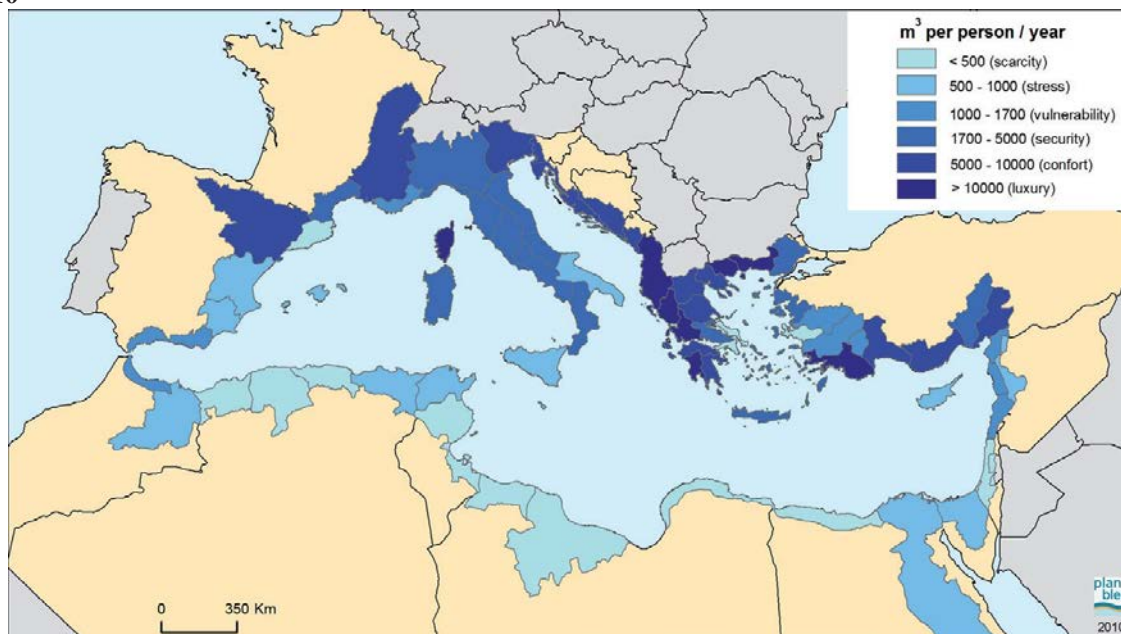 m³ per person / year
< 500 (scarcity)
500 - 1000 (stress)
1000 - 1700 (vulnerability)
1700 - 5000 (security)
5000 - 10000 (confort)
> 10000 (luxury)
0 350 Km
plan
ble
2010